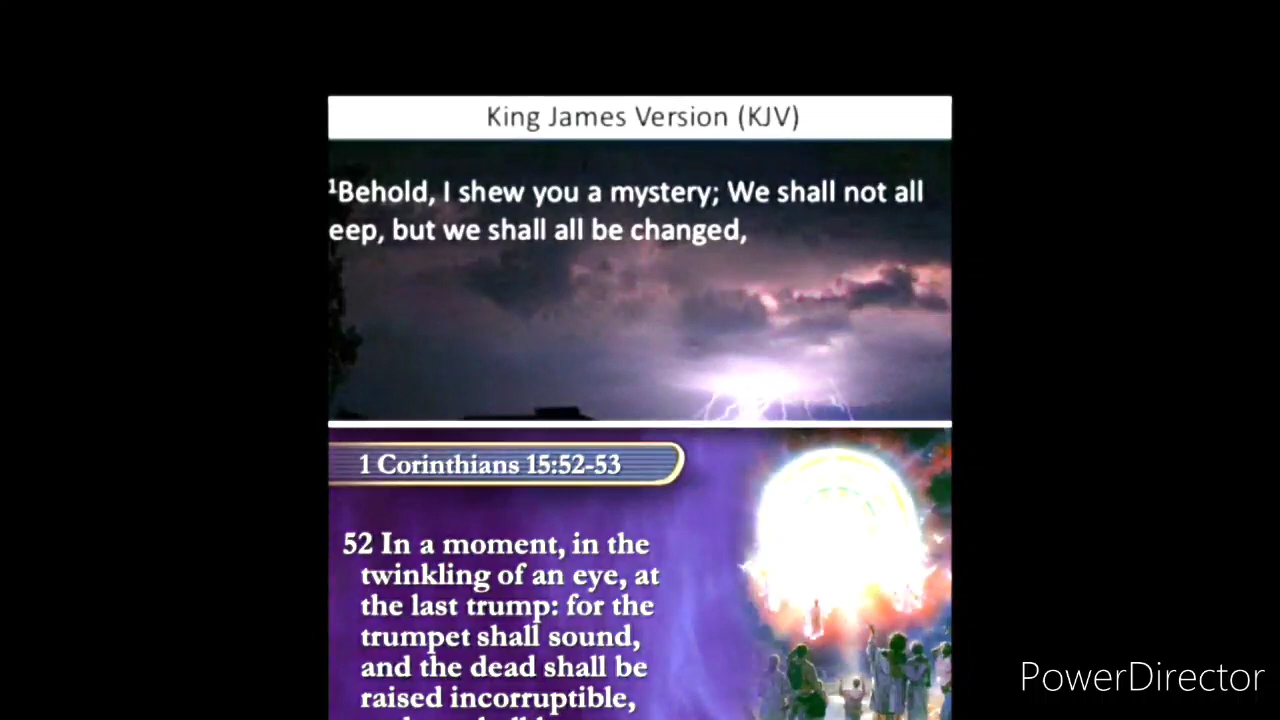 King James Version (KJV)
¹Behold, I shew you a mystery; We shall not all
eep, but we shall all be changed,
1 Corinthians 15:52-53
52 In a moment, in the
twinkling of an eye, at
the last trump: for the
trumpet shall sound,
and the dead shall be
raised incorruptible,
PowerDirector